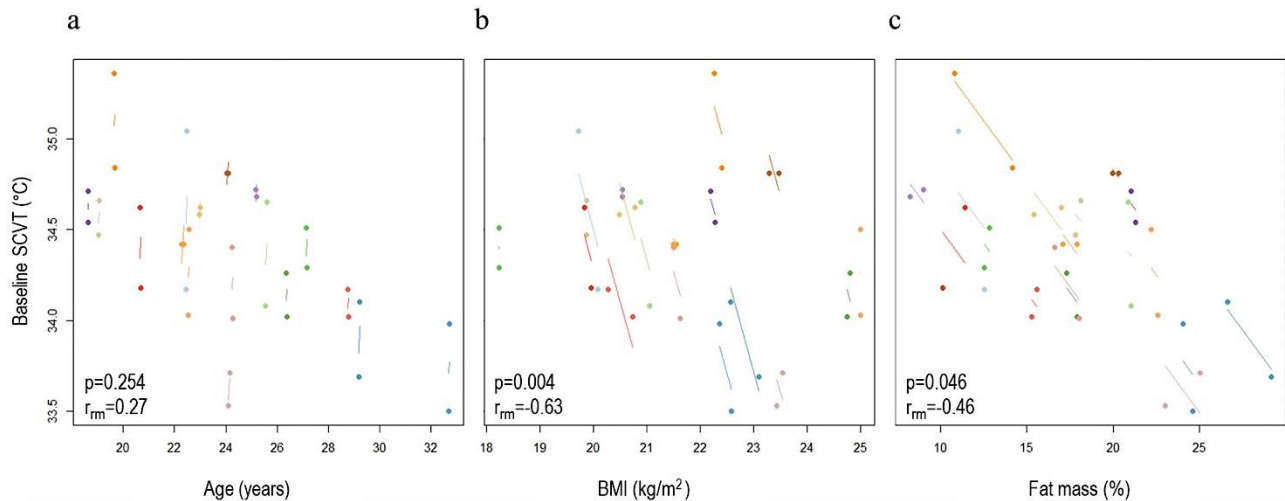 a
b
c
Baseline SCVT (°C)
35.0
34.5
34.0
33.5
p=0.254
rrm=0.27
p=0.004
rrm=-0.63
p=0.046
rrm=-0.46
20 22 24 26 28 30 32
18 19 20 21 22 23 24 25
10 15 20 25
Age (years)
BMI (kg/m²)
Fat mass (%)